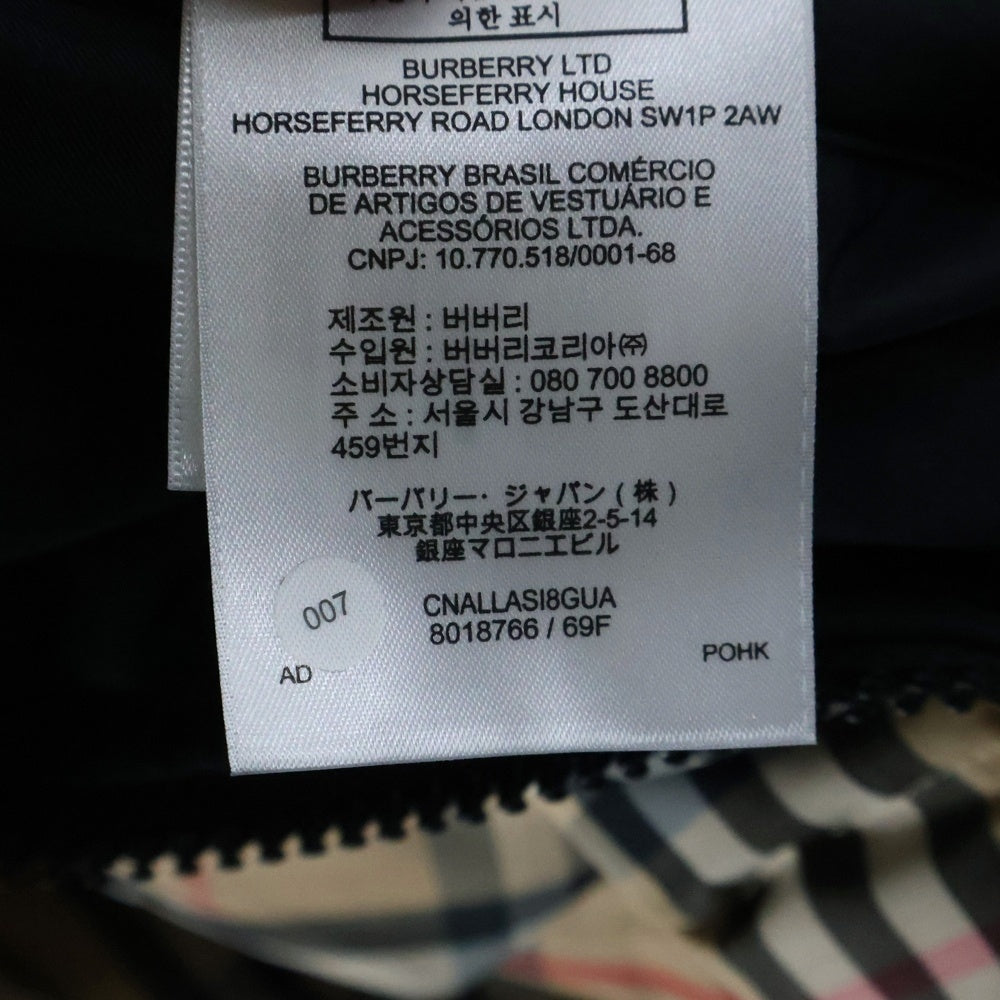 의한 표시
BURBERRY LTD
HORSEFERRY HOUSE
HORSEFERRY ROAD LONDON SW1P 2AW
BURBERRY BRASIL COMÉRCIO
DE ARTIGOS DE VESTUÁRIO E
ACESSÓRIOS LTDA.
CNPJ: 10.770.518/0001-68
제조원 : 버버리
수입원 : 버버리코리아㈜
소비자상담실 : 080 700 8800
주 소 : 서울시 강남구 도산대로
459번지
バーバリー・ジャパン ( 株 )
東京都中央区銀座2-5-14
銀座マロニエビル
007
CNALLASI8GUA
8018766 / 69F
AD
POHK